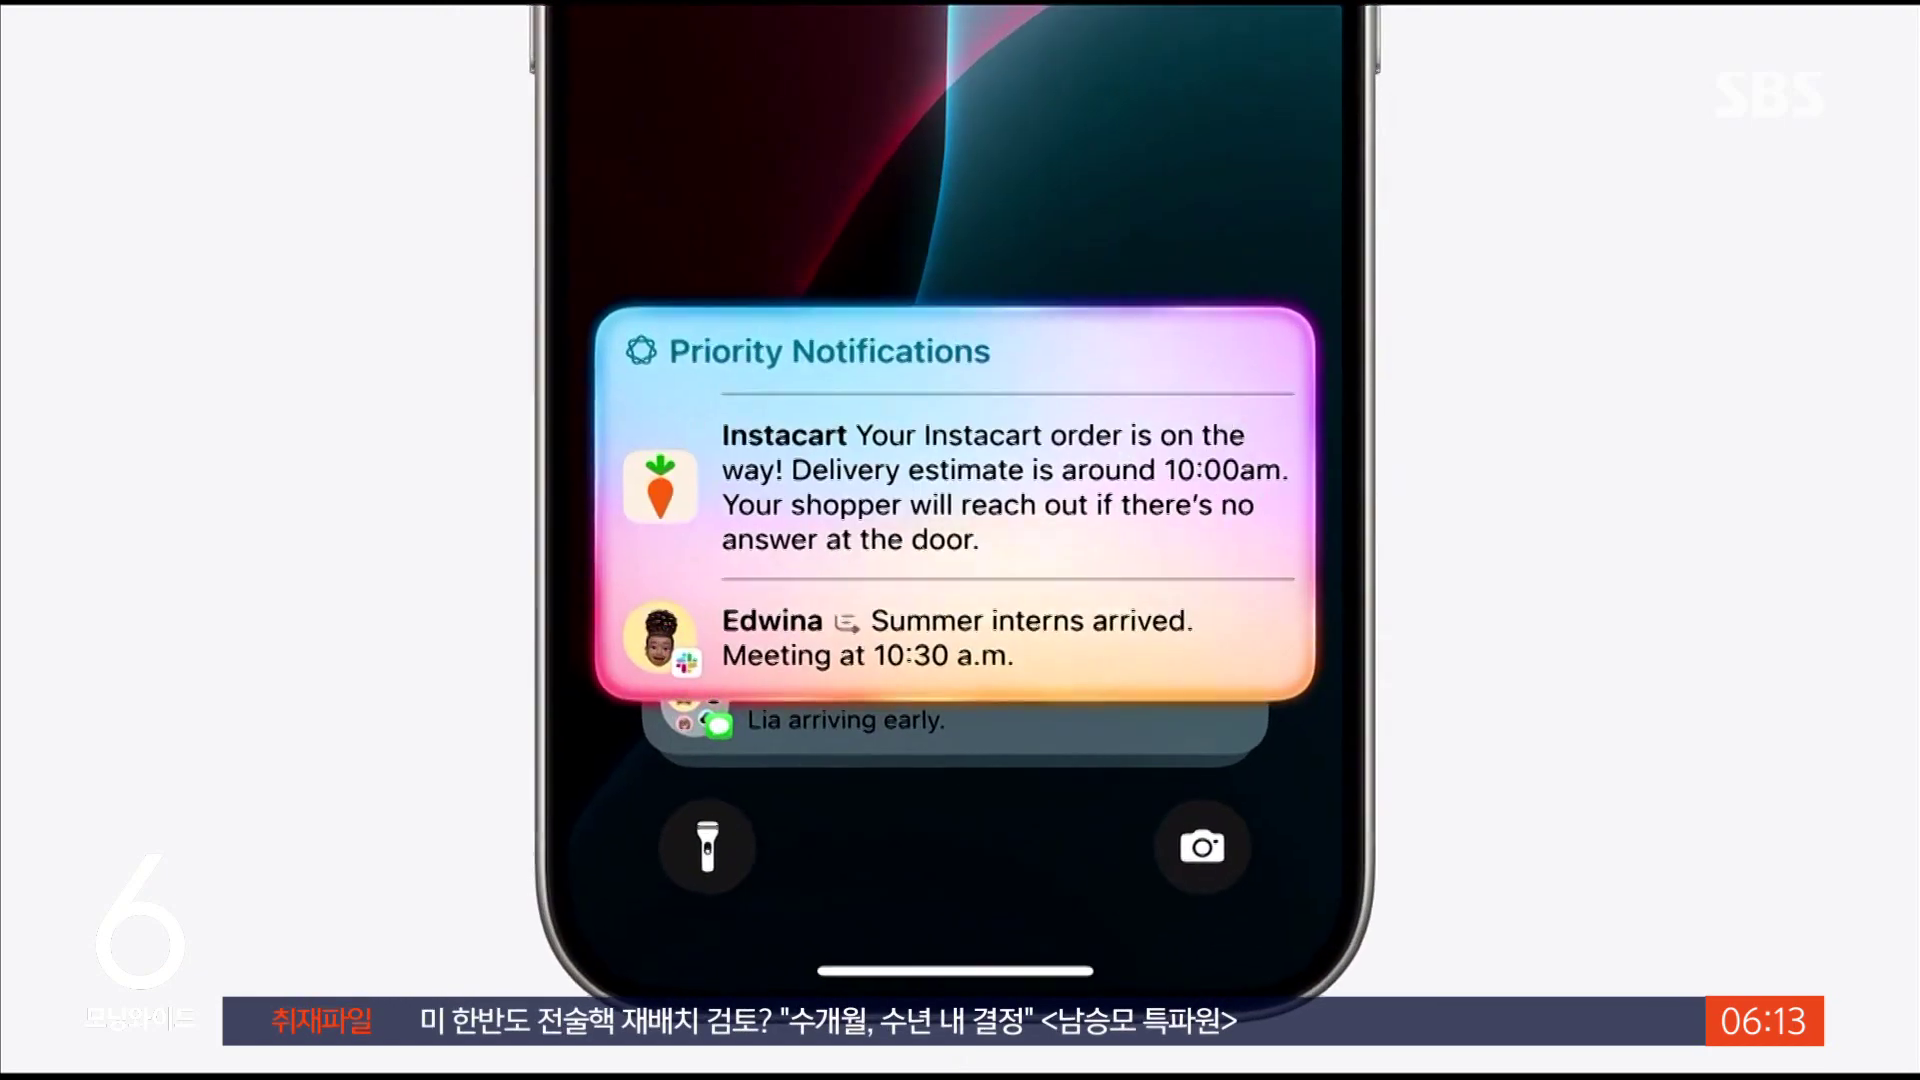 SBS
Priority Notifications
Instacart Your Instacart order is on the
way! Delivery estimate is around 10:00am.
Your shopper will reach out if there's no
answer at the door.
Edwina Summer interns arrived.
Meeting at 10:30 a.m.
Lia arriving early.
6
모닝와이드
취재파일 미 한반도 전술핵 재배치 검토? "수개월, 수년 내 결정" <남승모 특파원> 06:13